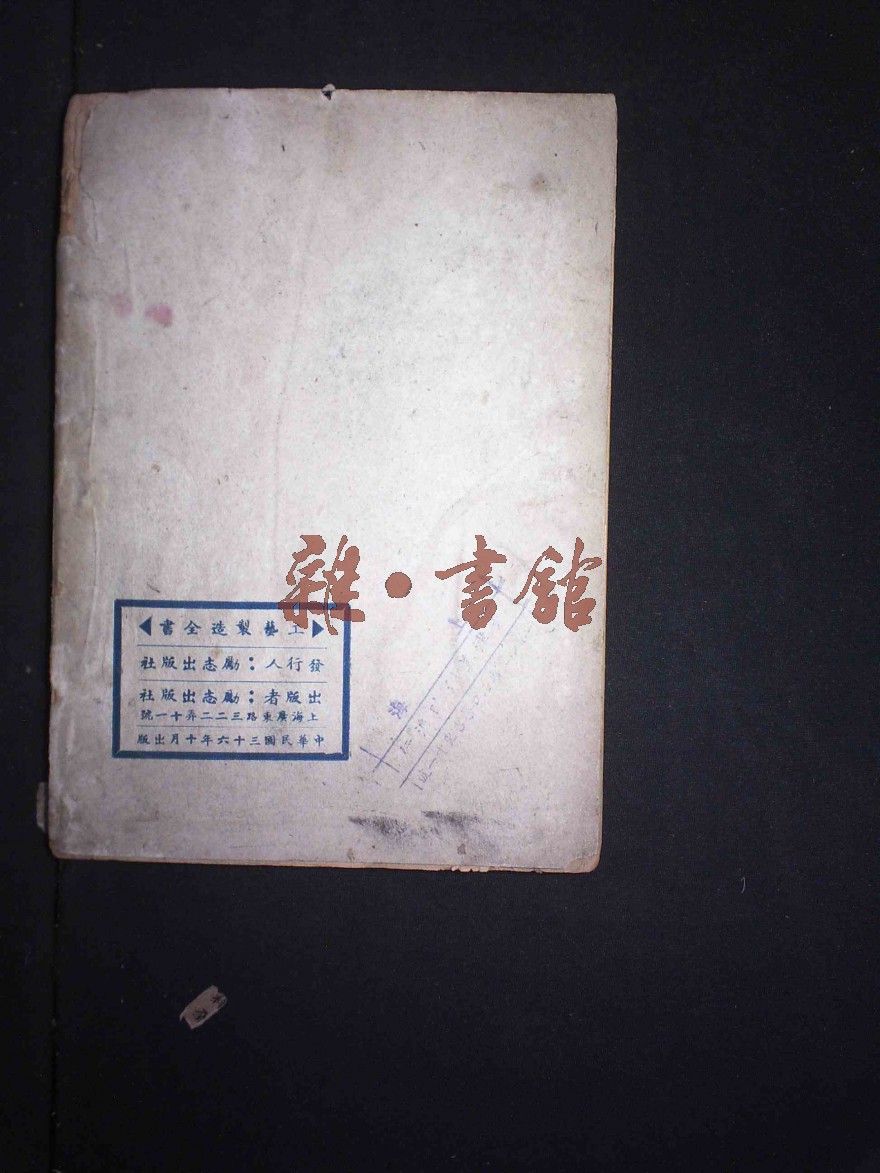 工藝製造全書
發行人：勵志出版社
出版者：勵志出版社
上海廣東路三二二弄十一號
中華民國三十六年十月出版
雜·書館
海